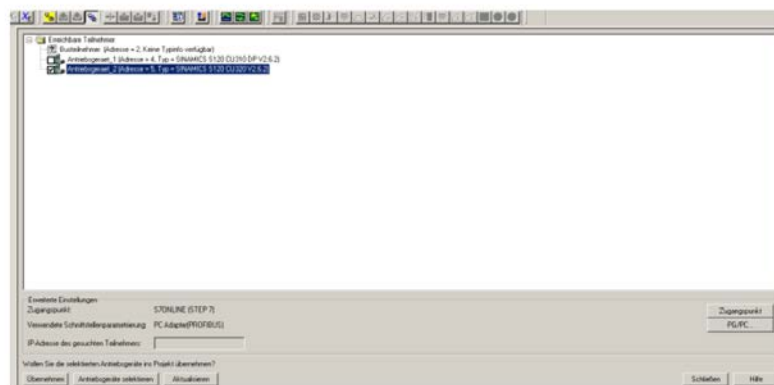 Erreichbare Teilnehmer
Busteilnehmer (Adresse = 2, Keine Typinfo verfügbar)
Antriebsgeraet_1 (Adresse = 4, Typ = SINAMICS S120 CU310 DP V2.6.2)
Antriebsgeraet_2 (Adresse = 5, Typ = SINAMICS S120 CU320 V2.6.2)
Erweiterte Einstellungen
Zugangspunkt: S7ONLINE (STEP 7) Zugangspunkt
Verwendete Schnittstellenparametrierung: PC Adapter(PROFIBUS) PG/PC...
IP-Adresse des gesuchten Teilnehmers:
Wollen Sie die selektierten Antriebsgeräte ins Projekt übernehmen?
Übernehmen Antriebsgeräte selektieren Aktualisieren Schließen Hilfe